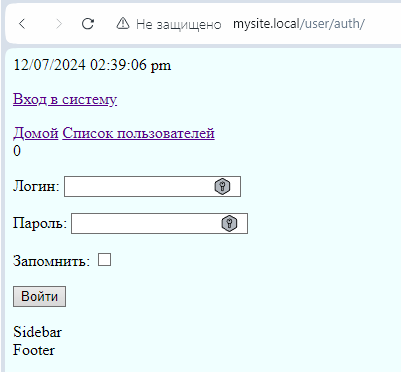 Не защищено mysite.local/user/auth/
12/07/2024 02:39:06 pm
Вход в систему
Домой Список пользователей
0
Логин:
Пароль:
Запомнить:
Войти
Sidebar
Footer